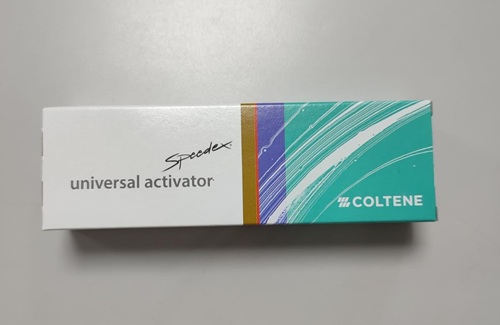 Speedex
universal activator
COLTENE